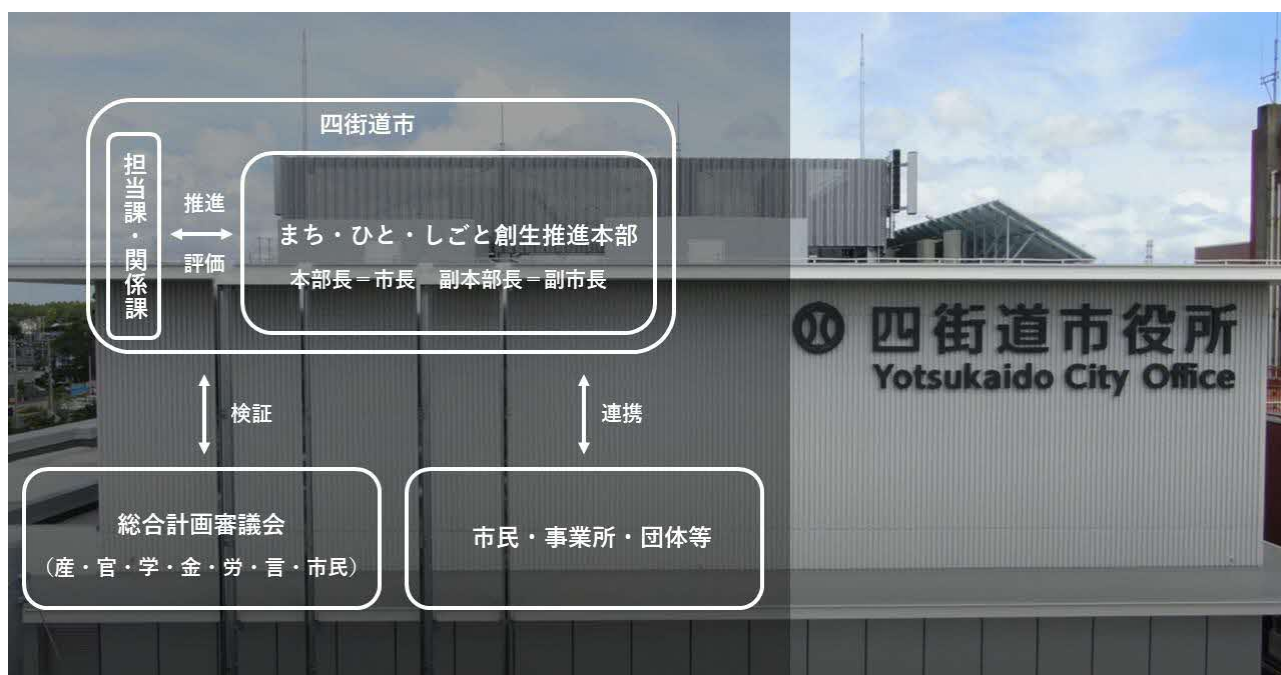 四街道市
担当課・関係課
推進
評価
まち・ひと・しごと創生推進本部
本部長＝市長　副本部長＝副市長
検証
連携
総合計画審議会
（産・官・学・金・労・言・市民）
市民・事業所・団体等
四街道市役所
Yotsukaido City Office